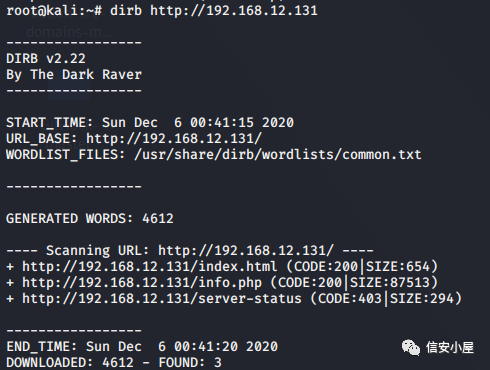 root@kali:~# dirb http://192.168.12.131
-----------------
DIRB v2.22
By The Dark Raver
-----------------
START_TIME: Sun Dec  6 00:41:15 2020
URL_BASE: http://192.168.12.131/
WORDLIST_FILES: /usr/share/dirb/wordlists/common.txt
-----------------
GENERATED WORDS: 4612
---- Scanning URL: http://192.168.12.131/ ----
+ http://192.168.12.131/index.html (CODE:200|SIZE:654)
+ http://192.168.12.131/info.php (CODE:200|SIZE:87513)
+ http://192.168.12.131/server-status (CODE:403|SIZE:294)
-----------------
END_TIME: Sun Dec  6 00:41:20 2020
DOWNLOADED: 4612 - FOUND: 3
信安小屋